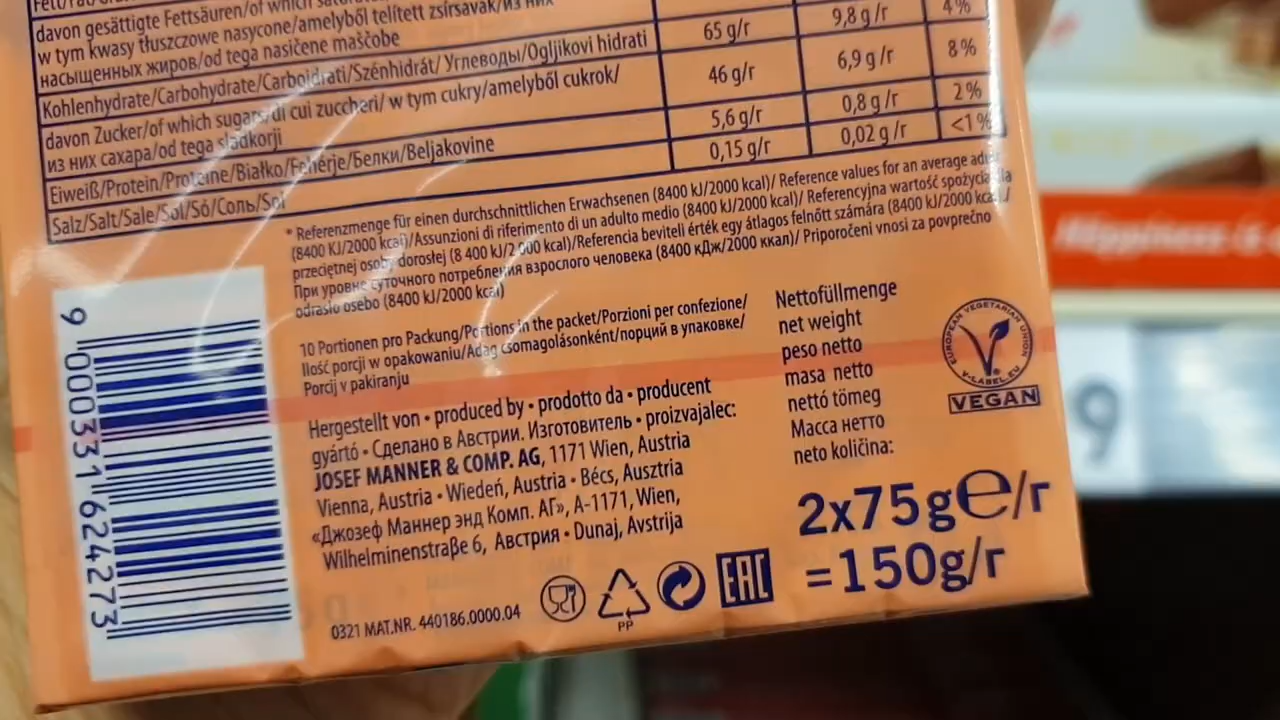 davon gesättigte Fettsäuren/of which
w tym kwasy tłuszczowe nasycone/amelyből telített zsírsavak/из них
насыщенных жиров/od tega nasičene maščobe
Kohlenhydrate/Carbohydrate/Carboidrati/Szénhidrát/ Углеводы/Ogljikovi hidrati 65 g/г 9,8 g/г 4%
davon Zucker/of which sugars/di cui zuccheri/ w tym cukry/amelyből cukrok/ 46 g/г 6,9 g/г 8%
из них сахара/od tega sladkorji
Eiweiß/Protein/Proteine/Białko/Fehérje/Белки/Beljakovine 5,6 g/г 0,8 g/г 2%
Salz/Salt/Sale/Sól/Só/Соль/Sol 0,15 g/г 0,02 g/г <1%
* Referenzmenge für einen durchschnittlichen Erwachsenen (8400 kJ/2000 kcal)/ Reference values for an average adult
(8400 KJ/2000 kcal)/Assunzioni di riferimento di un adulto medio (8400 kJ/2000 kcal)/ Referencyjna wartość spożycia dla
przeciętnej osoby dorosłej (8 400 kJ/2 000 kcal)/Referencia beviteli érték egy átlagos felnőtt számára (8400 kJ/2000 kcal)/
При уровне суточного потребления взрослого человека (8400 кДж/2000 ккал)/ Priporočeni vnosi za povprečno
odraslo osebo (8400 kJ/2000 kcal)
10 Portionen pro Packung/Portions in the packet/Porzioni per confezione/
Ilość porcji w opakowaniu/Adag csomagolásonként/порций в упаковке/
Porcij v pakiranju
Hergestellt von • produced by • prodotto da • producent
gyártó • Сделано в Австрии. Изготовитель • proizvajalec:
JOSEF MANNER & COMP. AG, 1171 Wien, Austria
Vienna, Austria • Wiedeń, Austria • Bécs, Ausztria
«Джозеф Маннер энд Комп. АГ», А-1171, Wien,
Wilhelminenstraße 6, Австрия • Dunaj, Avstrija
Nettofüllmenge
net weight
peso netto
masa netto
nettó tömeg
Масса нетто
neto količina:
2x75g℮/г
=150g/г
EUROPEAN VEGETARIAN UNION
V-LABEL.EU
VEGAN
0321 MAT.NR. 440186.0000.04
PP
EAC
9 000331 624273
Happiness is
9